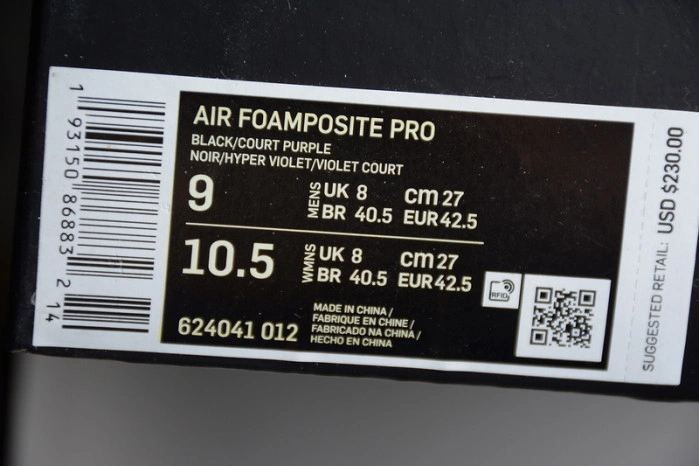 AIR FOAMPOSITE PRO
BLACK/COURT PURPLE
NOIR/HYPER VIOLET/VIOLET COURT
9
MENS
UK 8 cm 27
BR 40.5 EUR 42.5
10.5
WMNS
UK 8 cm 27
BR 40.5 EUR 42.5
RFID
624041 012
MADE IN CHINA /
FABRIQUE EN CHINE /
FABRICADO NA CHINA /
HECHO EN CHINA
1 93150 86883 2 14
SUGGESTED RETAIL: USD $230.00